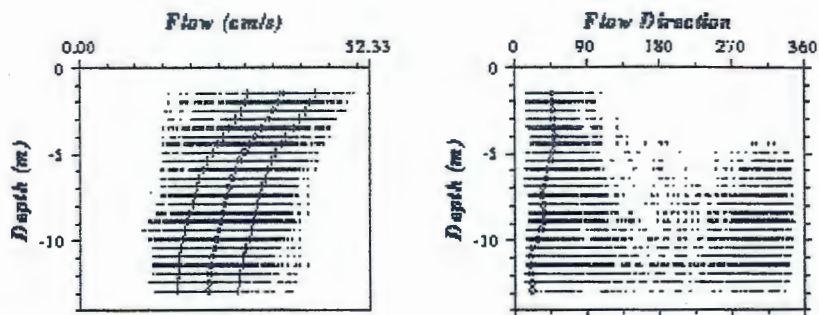 Flow (cm/s)
0.00 52.33
0
-5
-10
Depth (m)
Flow Direction
0 90 180 270 360
0
-5
-10
Depth (m)